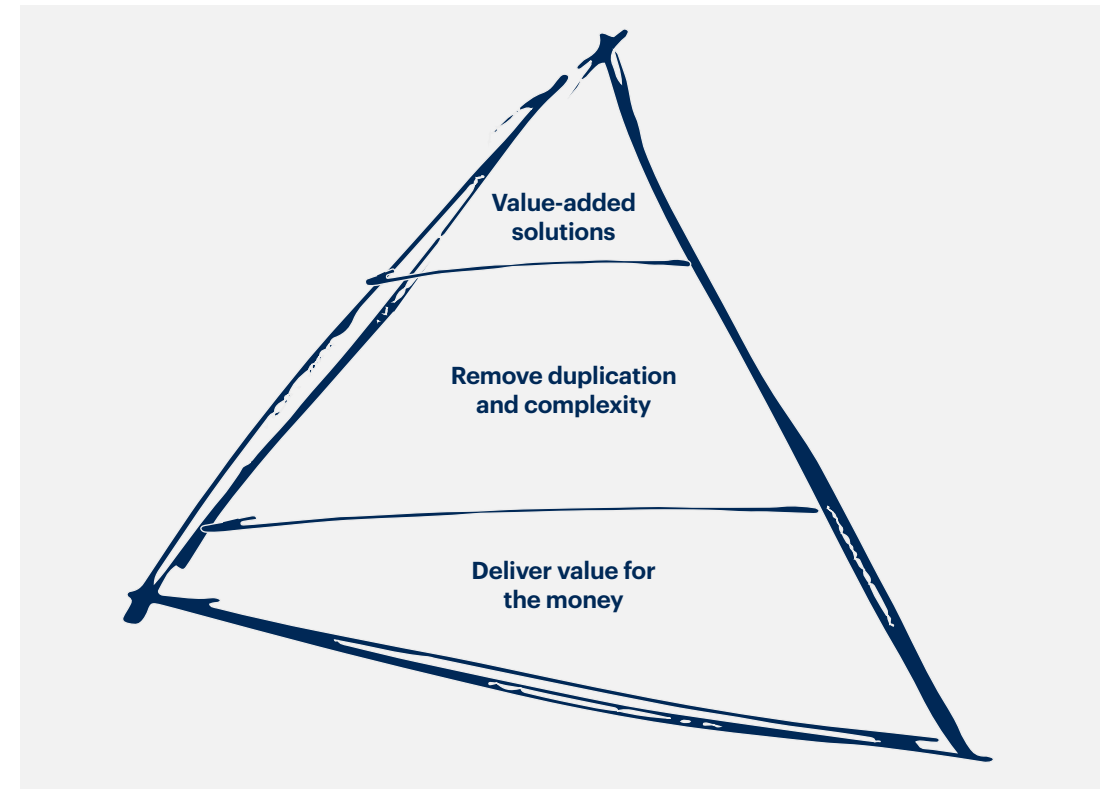 Value-added
solutions
Remove duplication
and complexity
Deliver value for
the money